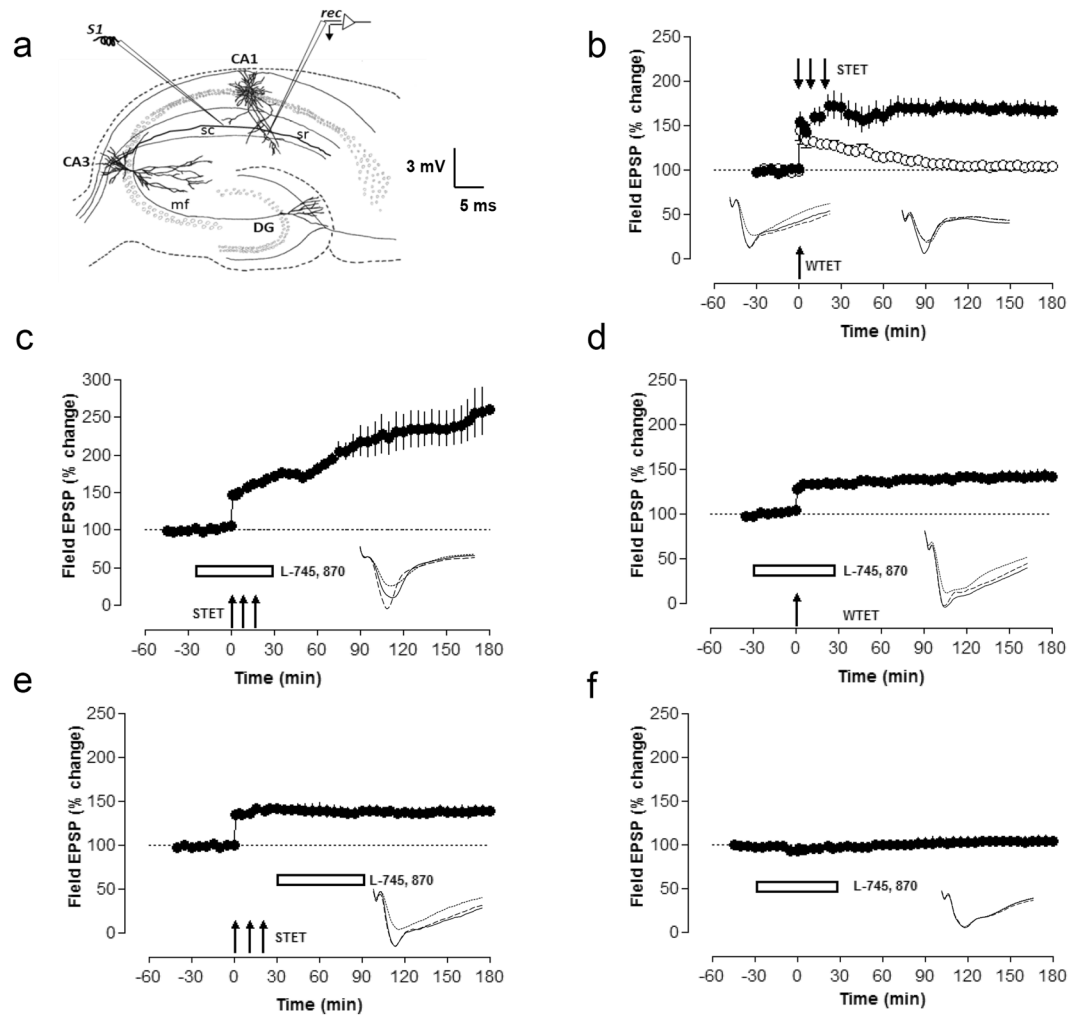 a
S1
rec
CA1
CA3
sc
sr
mf
DG
3 mV
5 ms
b
Field EPSP (% change)
250
200
150
100
50
0
STET
WTET
-60 -30 0 30 60 90 120 150 180
Time (min)
c
Field EPSP (% change)
300
250
200
150
100
50
0
L-745, 870
STET
-60 -30 0 30 60 90 120 150 180
Time (min)
d
Field EPSP (% change)
250
200
150
100
50
0
L-745, 870
WTET
-60 -30 0 30 60 90 120 150 180
Time (min)
e
Field EPSP (% change)
250
200
150
100
50
0
L-745, 870
STET
-60 -30 0 30 60 90 120 150 180
Time (min)
f
Field EPSP (% change)
250
200
150
100
50
0
L-745, 870
-60 -30 0 30 60 90 120 150 180
Time (min)